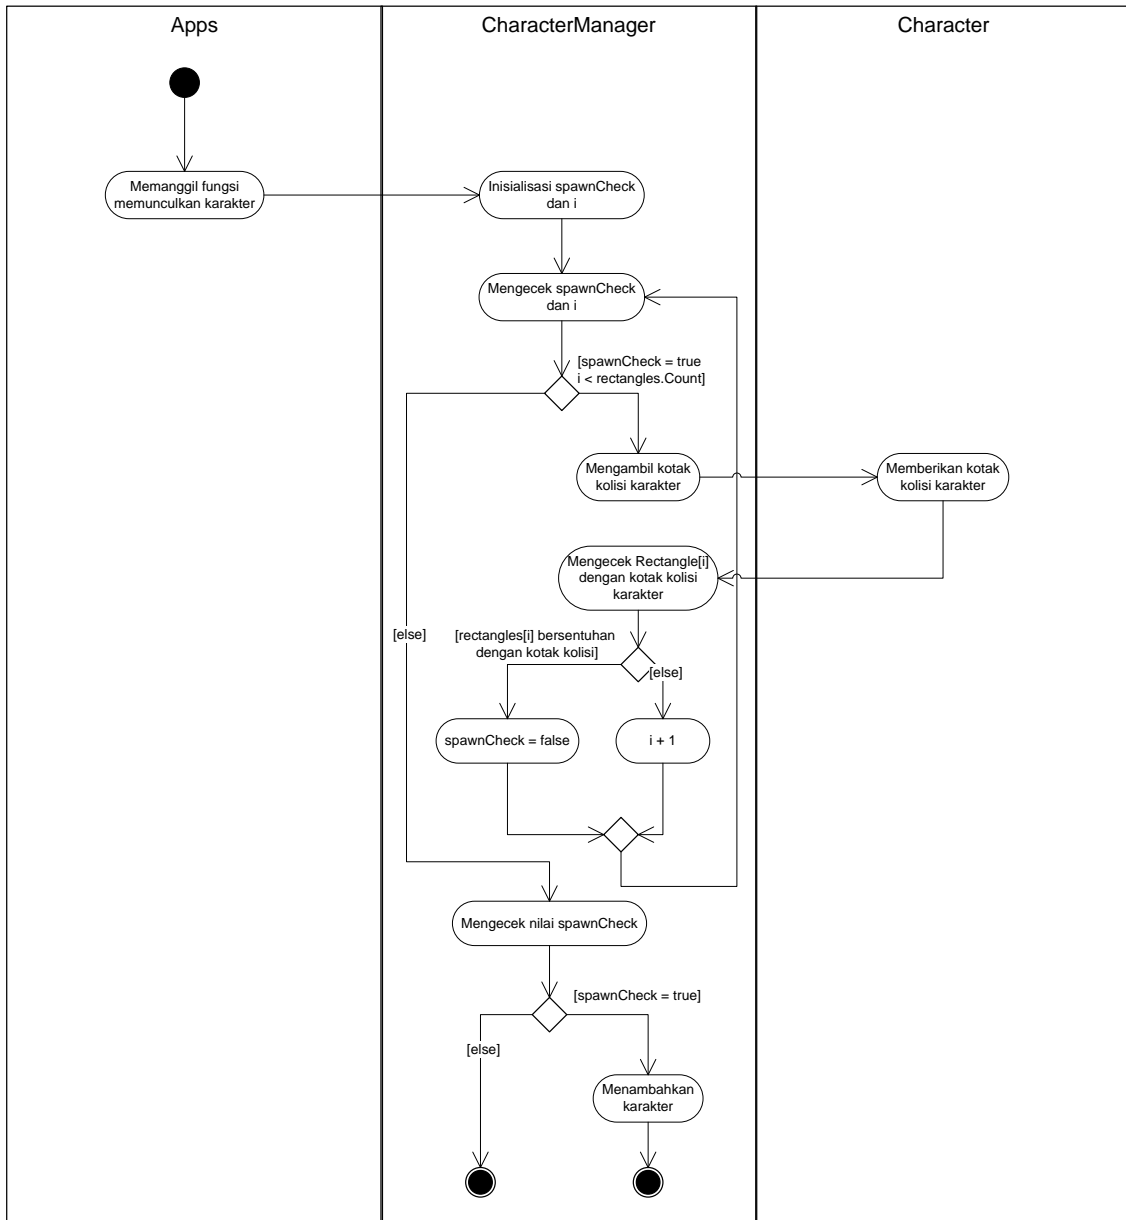 Apps
CharacterManager
Character
Memanggil fungsi
memunculkan karakter
Inisialisasi spawnCheck
dan i
Mengecek spawnCheck
dan i
[spawnCheck = true
i < rectangles.Count]
Mengambil kotak
kolisi karakter
Memberikan kotak
kolisi karakter
Mengecek Rectangle[i]
dengan kotak kolisi
karakter
[else]
[rectangles[i] bersentuhan
dengan kotak kolisi]
[else]
spawnCheck = false
i + 1
Mengecek nilai spawnCheck
[spawnCheck = true]
[else]
Menambahkan
karakter